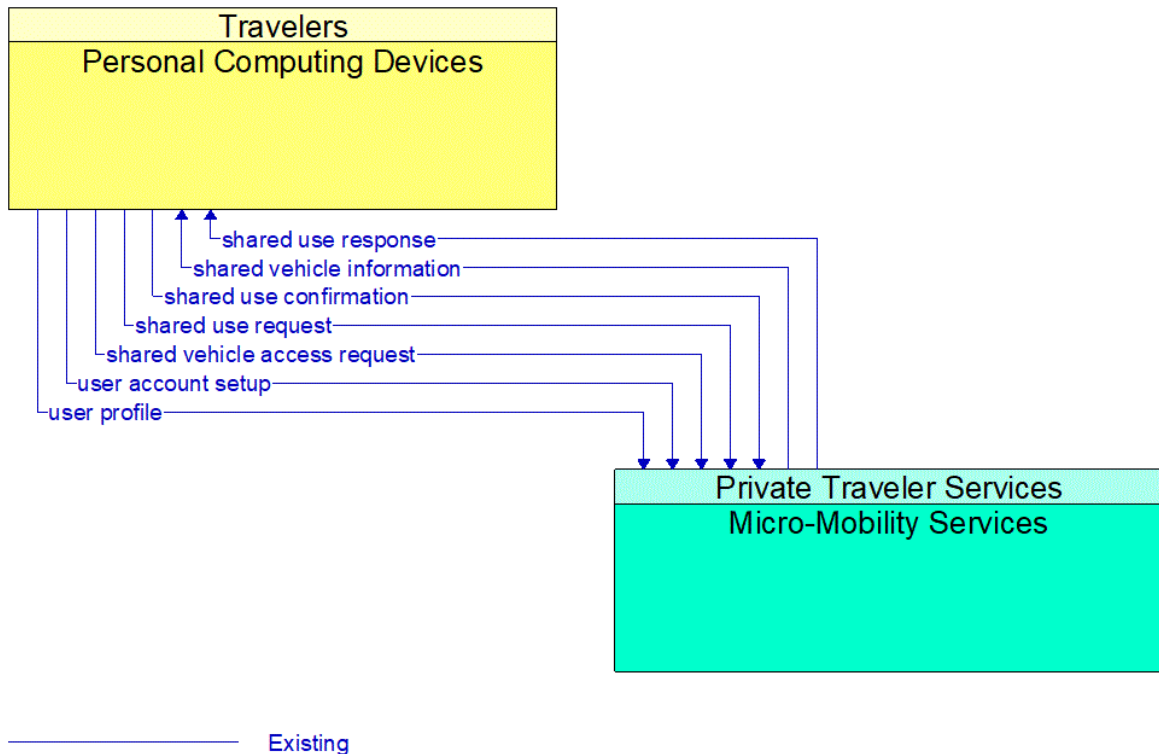 Travelers
Personal Computing Devices
shared use response
shared vehicle information
shared use confirmation
shared use request
shared vehicle access request
user account setup
user profile
Private Traveler Services
Micro-Mobility Services
Existing